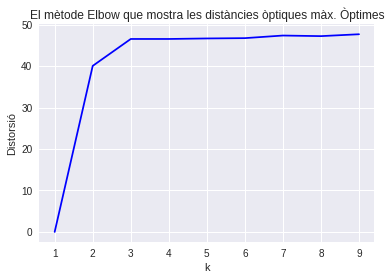 El mètode Elbow que mostra les distàncies òptiques màx. Òptimes
50
40
30
20
10
0
Distorsió
1 2 3 4 5 6 7 8 9
k